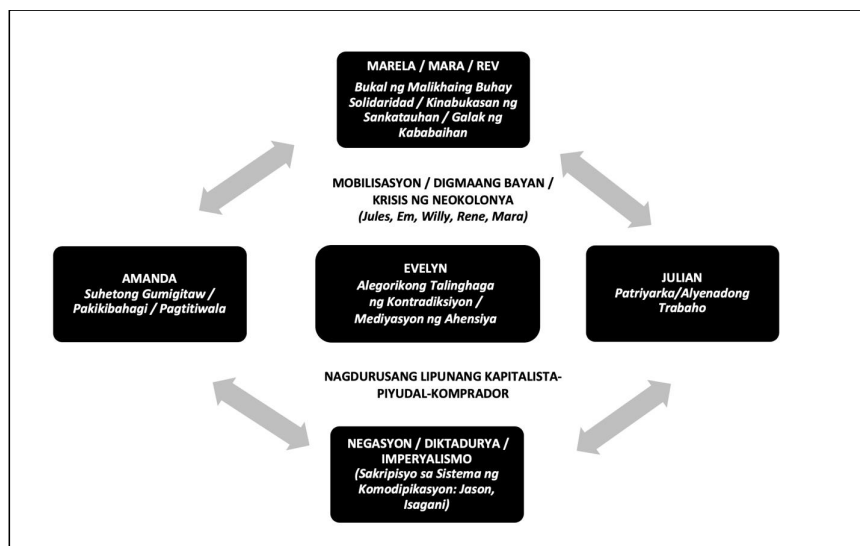 MARELA / MARA / REV
Bukal ng Malikhaing Buhay
Solidaridad / Kinabukasan ng
Sankatauhan / Galak ng
Kababaihan
MOBILISASYON / DIGMAANG BAYAN /
KRISIS NG NEOKOLONYA
(Jules, Em, Willy, Rene, Mara)
AMANDA
Suhetong Gumigitaw /
Pakikibahagi / Pagtitiwala
EVELYN
Alegorikong Talinghaga
ng Kontradiksiyon /
Mediyasyon ng Ahensiya
JULIAN
Patriyarka/Alyenadong
Trabaho
NAGDURUSANG LIPUNANG KAPITALISTA-
PIYUDAL-KOMPRADOR
NEGASYON / DIKTADURYA /
IMPERYALISMO
(Sakripisyo sa Sistema ng
Komodipikasyon: Jason,
Isagani)